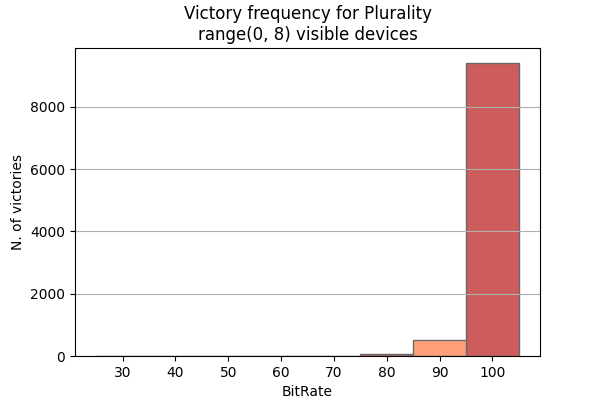 Victory frequency for Plurality
range(0, 8) visible devices
N. of victories
8000
6000
4000
2000
0
30 40 50 60 70 80 90 100
BitRate